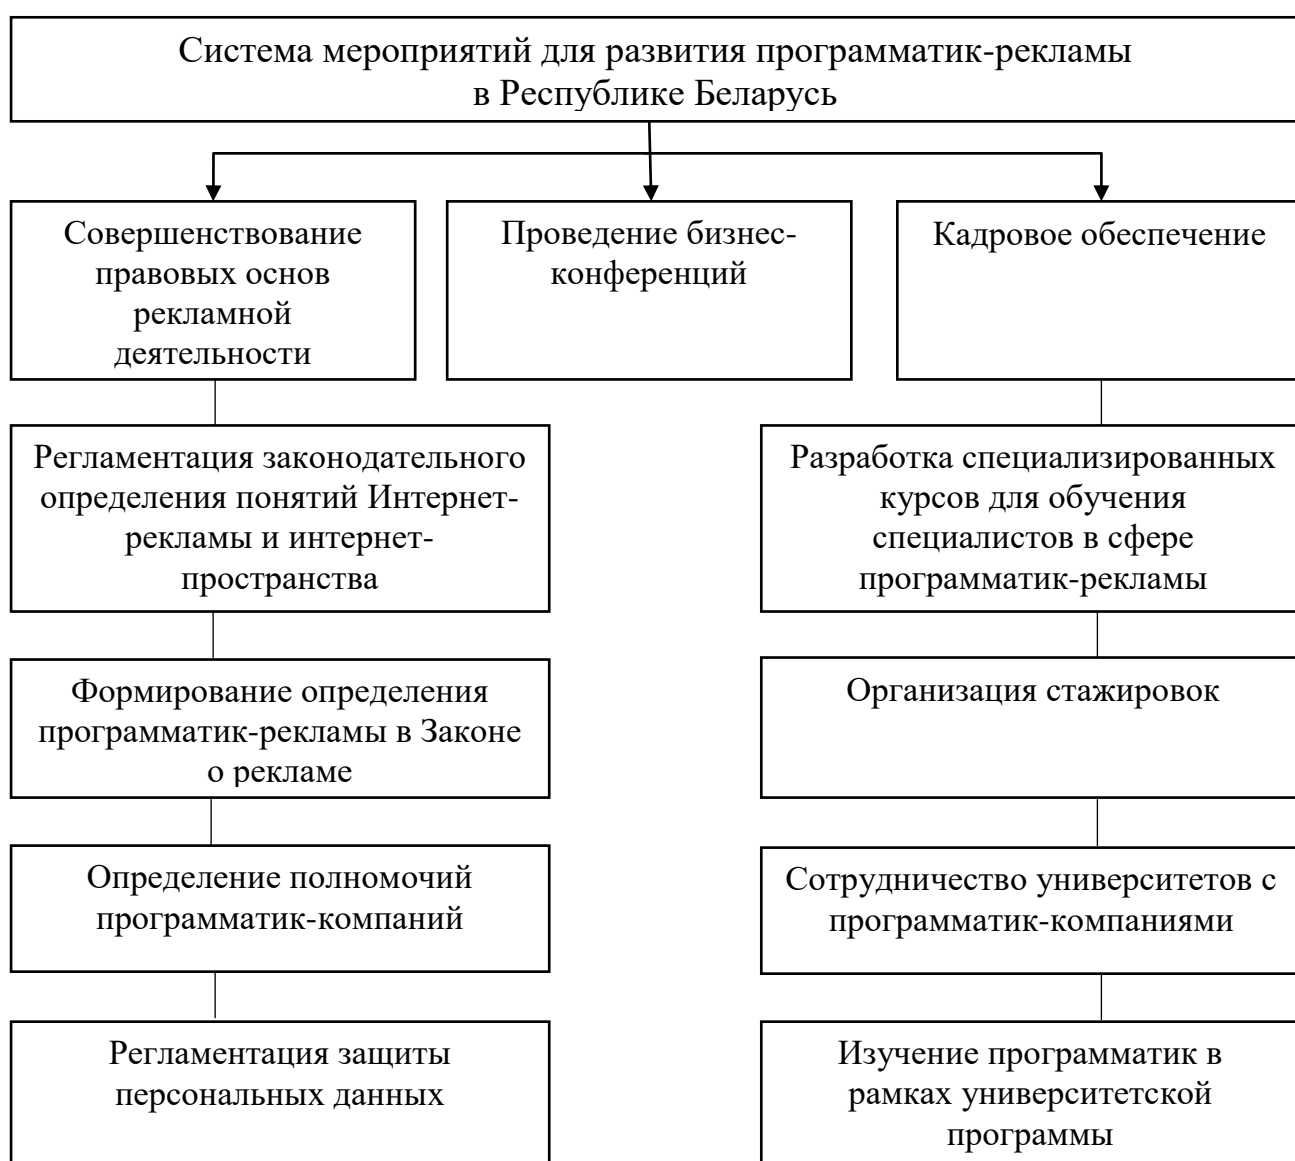 Система мероприятий для развития программатик-рекламы
в Республике Беларусь
Совершенствование
правовых основ
рекламной
деятельности
Проведение бизнес-
конференций
Кадровое обеспечение
Регламентация законодательного
определения понятий Интернет-
рекламы и интернет-
пространства
Разработка специализированных
курсов для обучения
специалистов в сфере
программатик-рекламы
Формирование определения
программатик-рекламы в Законе
о рекламе
Организация стажировок
Определение полномочий
программатик-компаний
Сотрудничество университетов с
программатик-компаниями
Регламентация защиты
персональных данных
Изучение программатик в
рамках университетской
программы